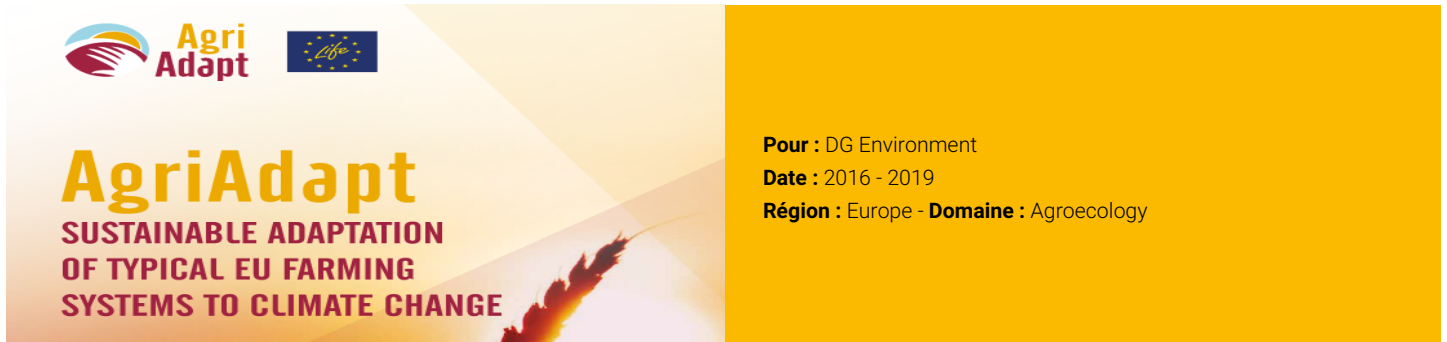 Agri
Adapt
Life
AgriAdapt
SUSTAINABLE ADAPTATION
OF TYPICAL EU FARMING
SYSTEMS TO CLIMATE CHANGE
Pour : DG Environment
Date : 2016 - 2019
Région : Europe - Domaine : Agroecology